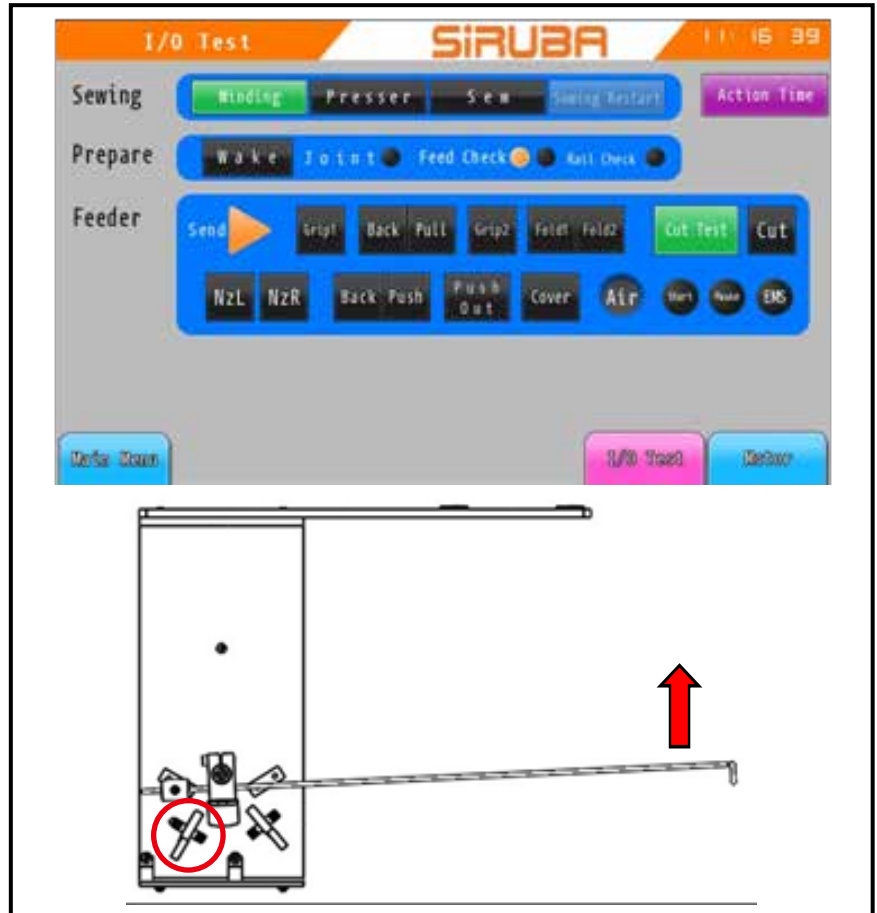 I/O Test SiRUBA 11 16 39
Sewing Winding Presser Sew Sewing Restart Action Time
Prepare Wake Joint Feed Check Rail Check
Feeder Send Grip1 Back Pull Grip2 Fold1 Fold2 Cut Test Cut
NzL NzR Back Push Push Out Cover Air Start EMS
Main Menu I/O Test Motor